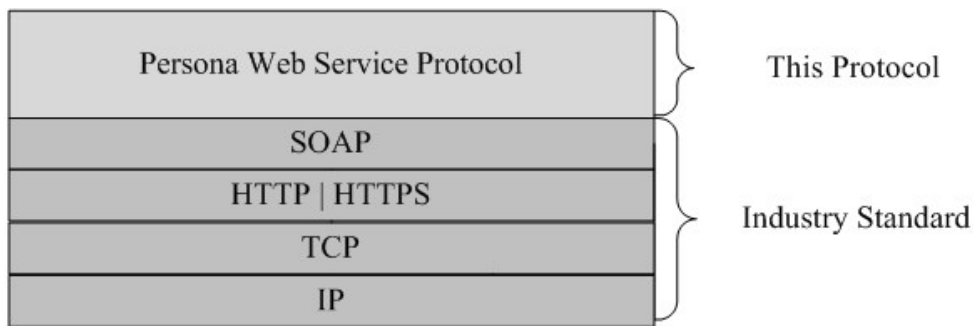 Persona Web Service Protocol
This Protocol
SOAP
HTTP | HTTPS
TCP
Industry Standard
IP